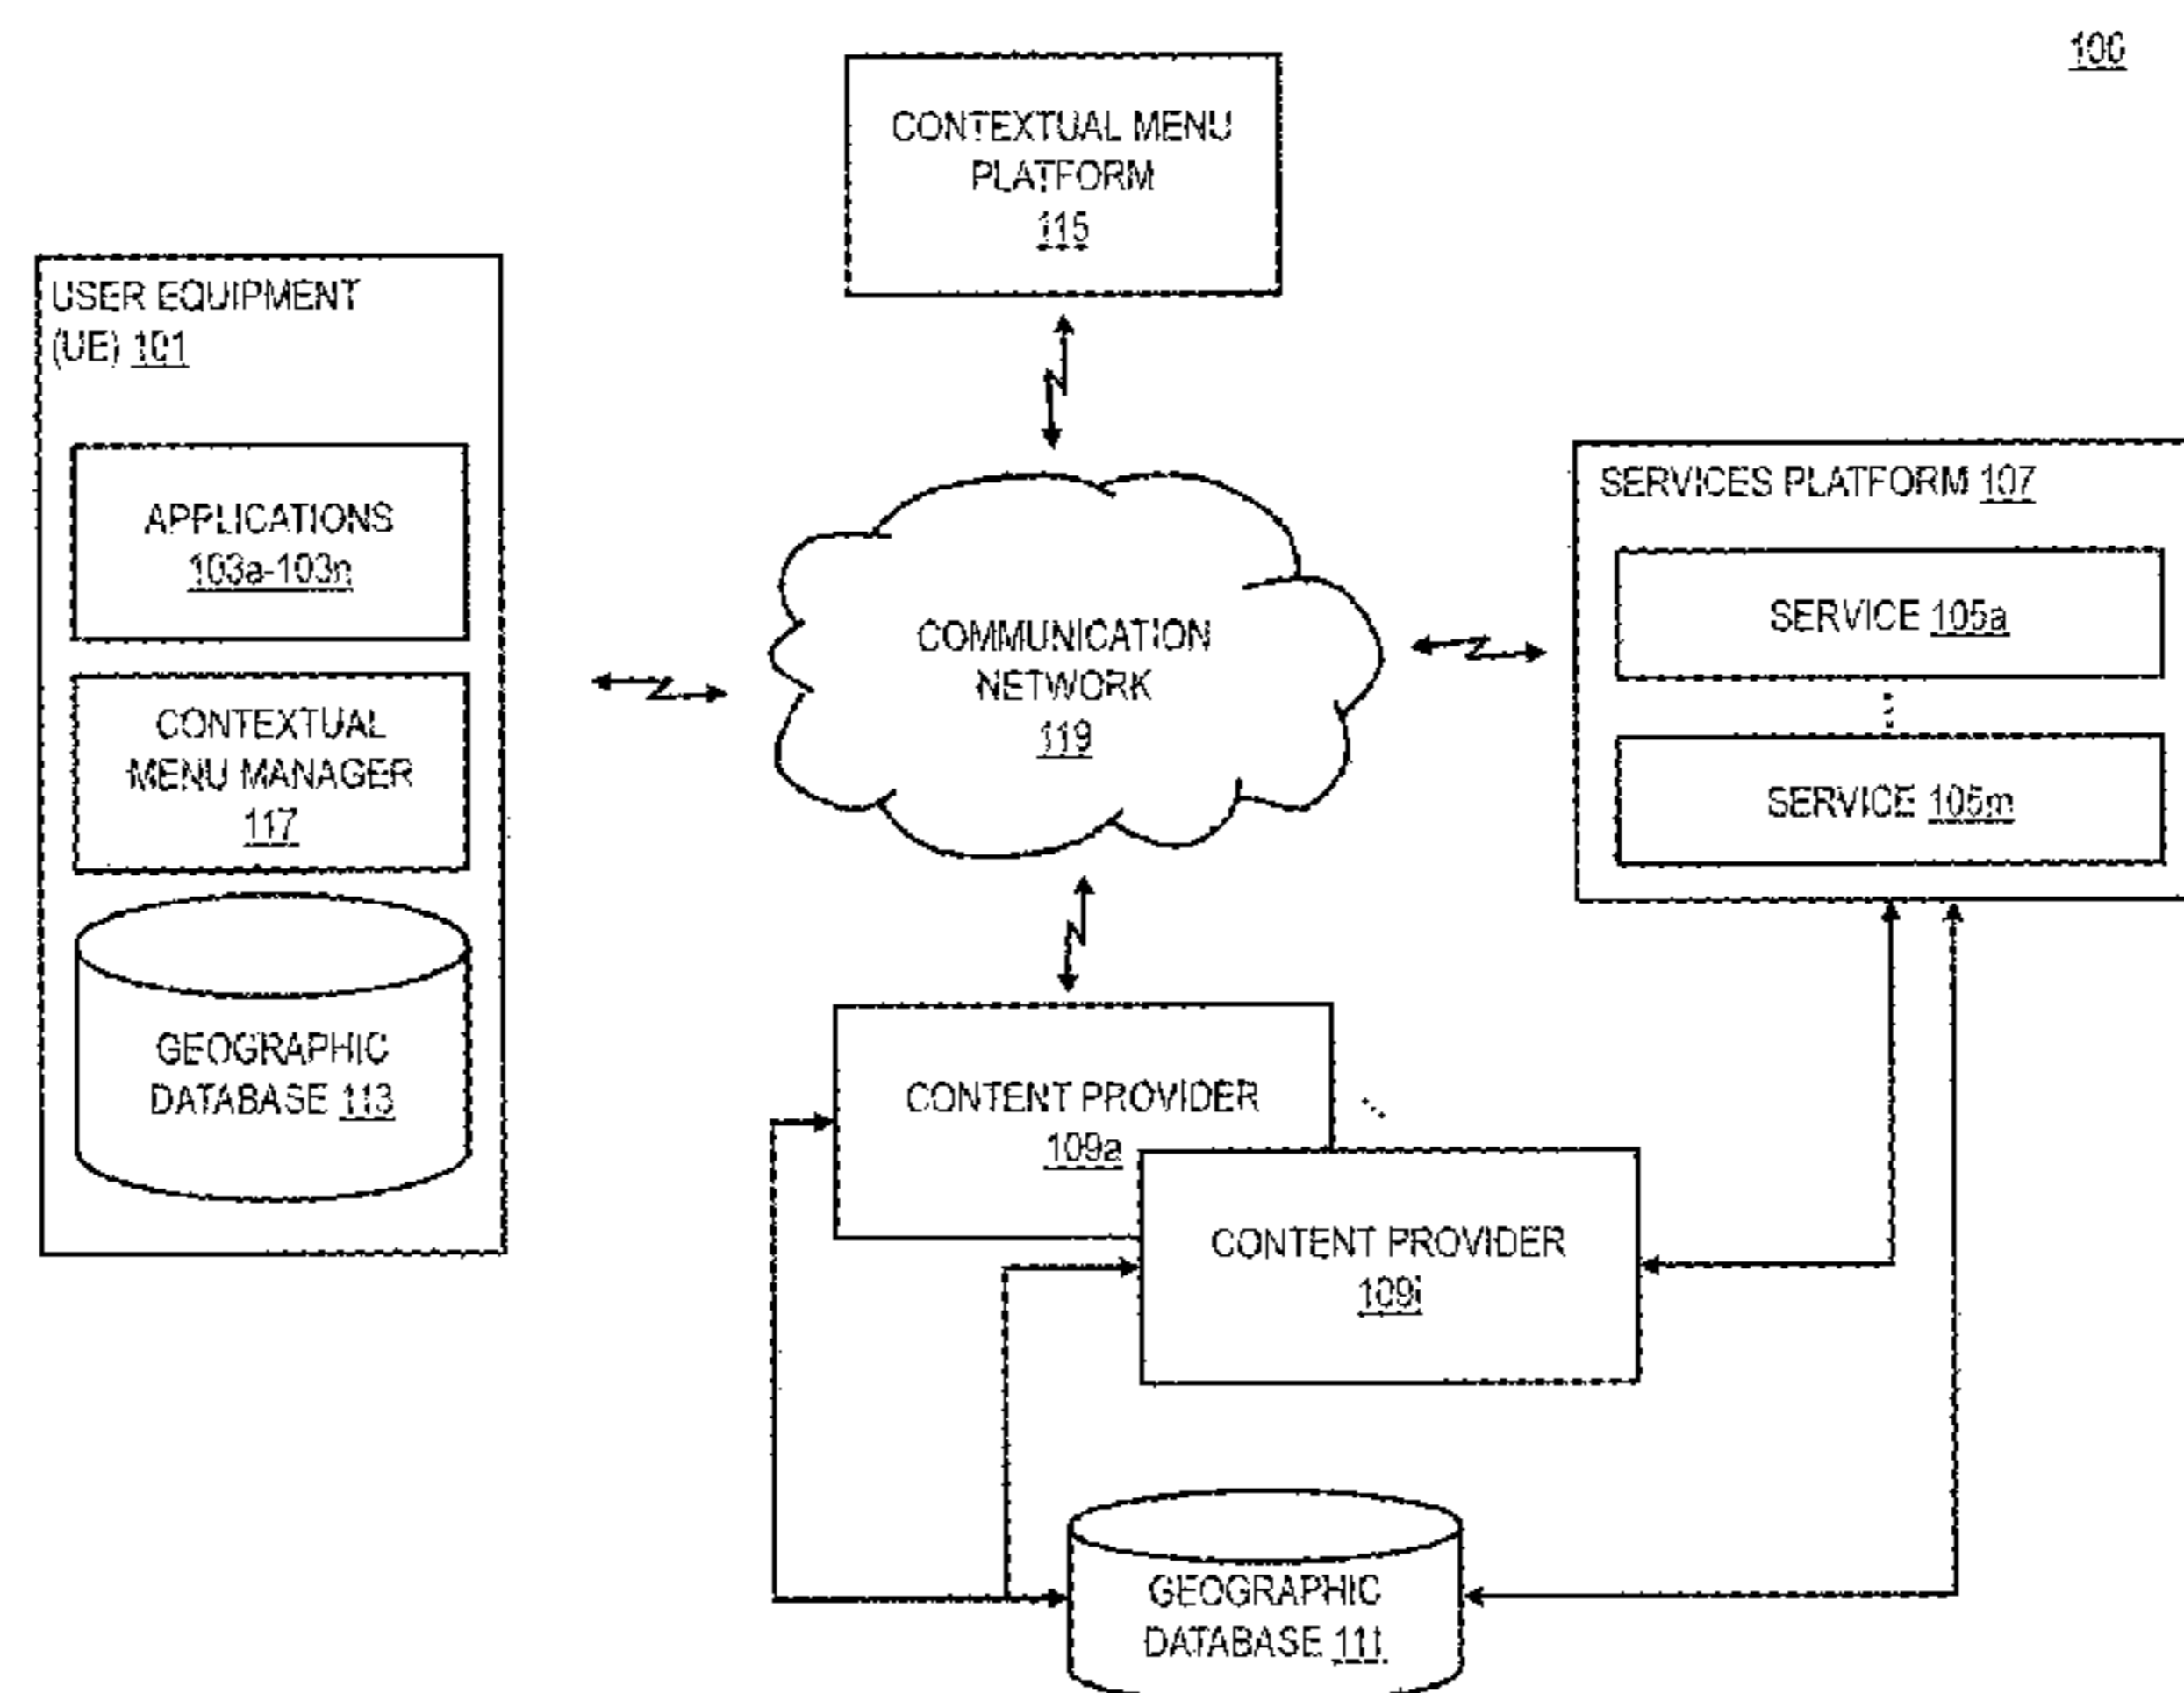 100
CONTEXTUAL MENU
PLATFORM
115
USER EQUIPMENT
(UE) 101
APPLICATIONS
103a-103n
CONTEXTUAL
MENU MANAGER
117
GEOGRAPHIC
DATABASE 113
COMMUNICATION
NETWORK
119
SERVICES PLATFORM 107
SERVICE 105a
SERVICE 105m
CONTENT PROVIDER
109a
CONTENT PROVIDER
109i
GEOGRAPHIC
DATABASE 111